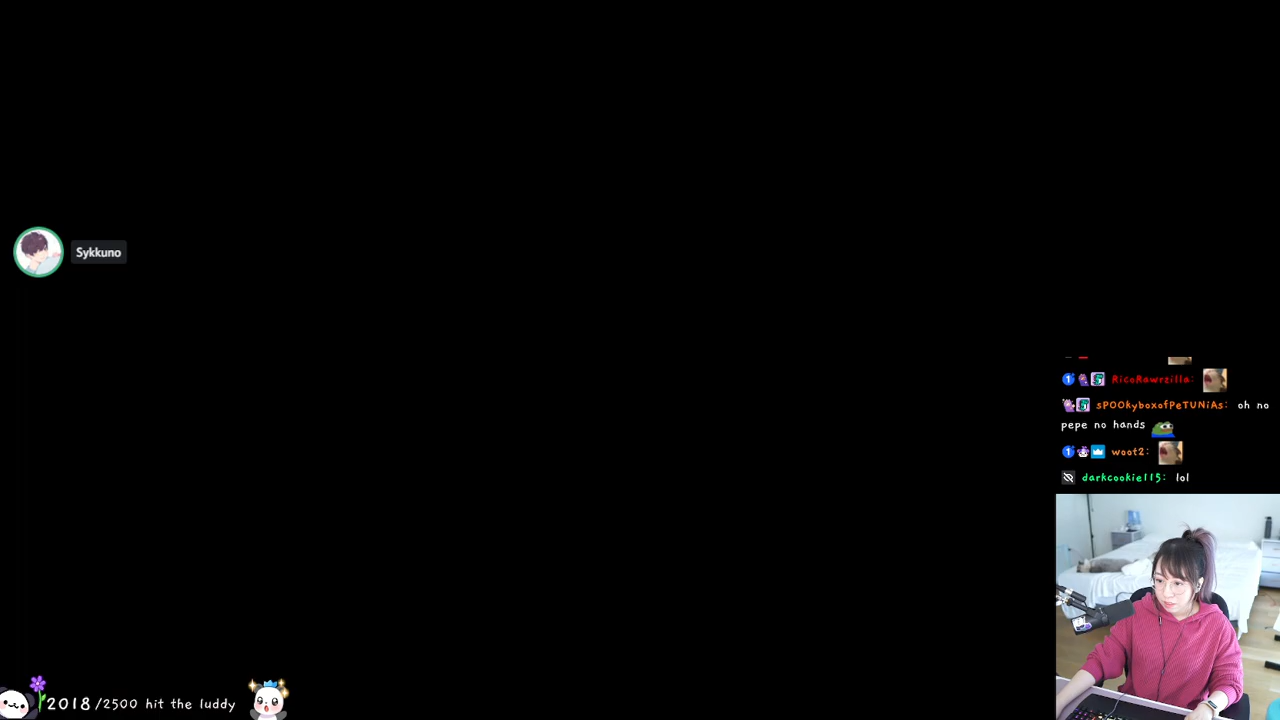 Sykkuno
RicoRawrzilla:
sPOOkyboxofPeTUNiAs: oh no
pepe no hands
woot2:
darkcookie115: lol
2018/2500 hit the luddy